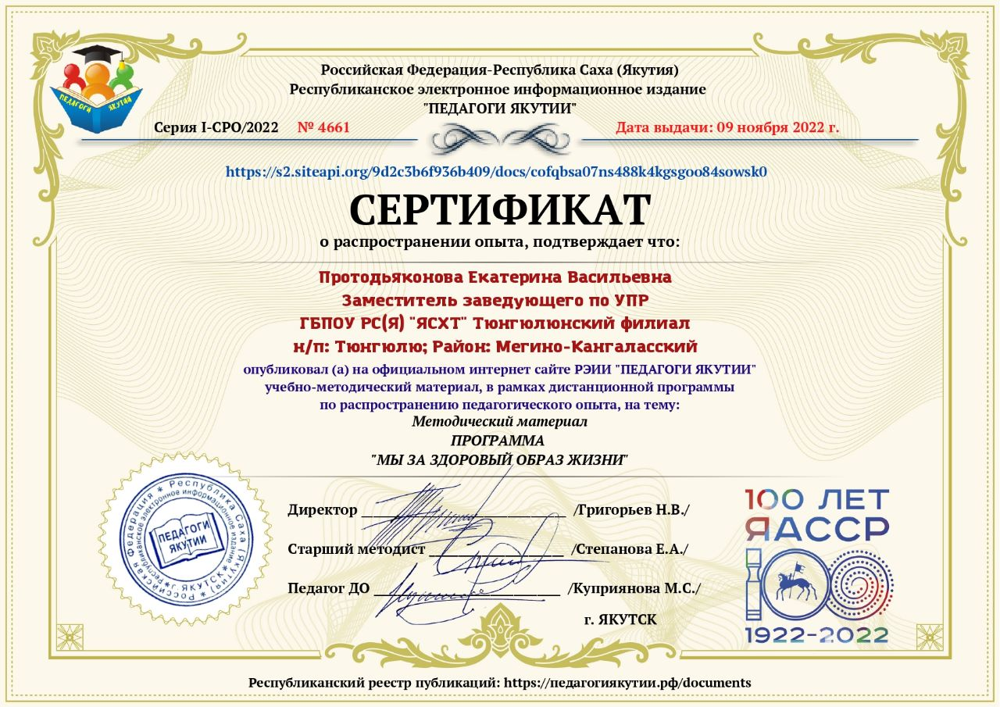 Российская Федерация-Республика Саха (Якутия)
Республиканское электронное информационное издание
"ПЕДАГОГИ ЯКУТИИ"
ПЕДАГОГИ ЯКУТИИ
Серия I-СРО/2022 № 4661 Дата выдачи: 09 ноября 2022 г.
https://s2.siteapi.org/9d2c3b6f936b409/docs/cofqbsa07ns488k4kgsgoo84sowsk0
СЕРТИФИКАТ
о распространении опыта, подтверждает что:
Протодьяконова Екатерина Васильевна
Заместитель заведующего по УПР
ГБПОУ РС(Я) "ЯСХТ" Тюнгюлюнский филиал
н/п: Тюнгюлю; Район: Мегино-Кангаласский
опубликовал (а) на официальном интернет сайте РЭИИ "ПЕДАГОГИ ЯКУТИИ"
учебно-методический материал, в рамках дистанционной программы
по распространению педагогического опыта, на тему:
Методический материал
ПРОГРАММА
"МЫ ЗА ЗДОРОВЫЙ ОБРАЗ ЖИЗНИ"
Директор /Григорьев Н.В./
Старший методист /Степанова Е.А./
Педагог ДО /Куприянова М.С./
г. ЯКУТСК
Российская Федерация * Республика Саха (Якутия) *
Республиканское электронное информационное издание * г. ЯКУТСК *
ПЕДАГОГИ
ЯКУТИИ
100 ЛЕТ
ЯАССР
100
1922-2022
Республиканский реестр публикаций: https://педагогиякутии.рф/documents